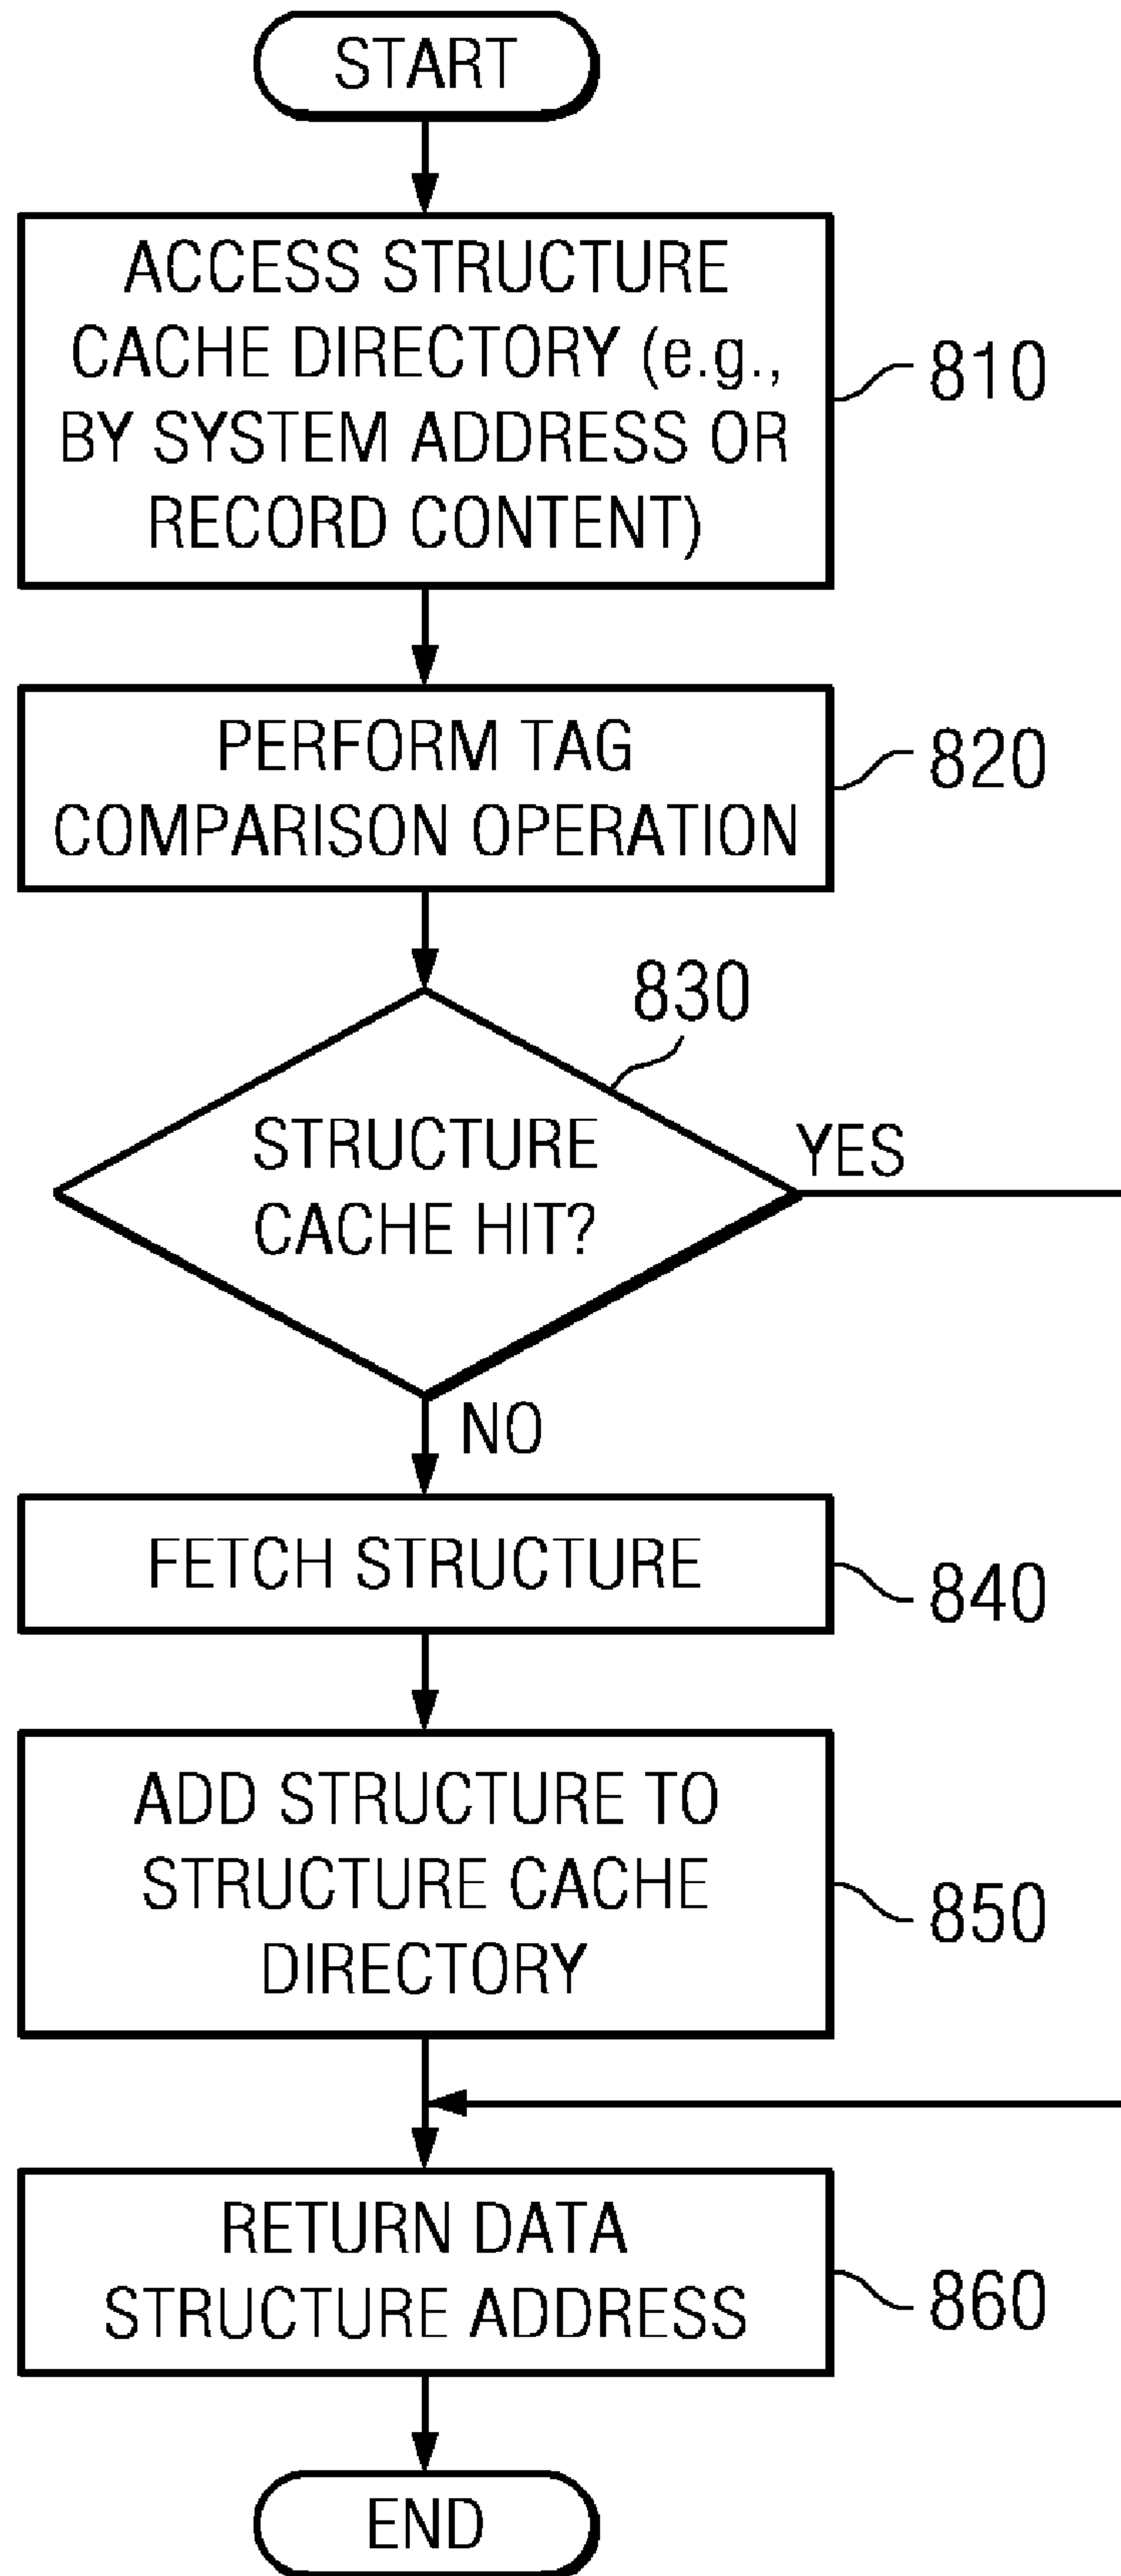 START
ACCESS STRUCTURE
CACHE DIRECTORY (e.g.,
BY SYSTEM ADDRESS OR
RECORD CONTENT)
810
PERFORM TAG
COMPARISON OPERATION
820
830
STRUCTURE
CACHE HIT?
YES
NO
FETCH STRUCTURE
840
ADD STRUCTURE TO
STRUCTURE CACHE
DIRECTORY
850
RETURN DATA
STRUCTURE ADDRESS
860
END